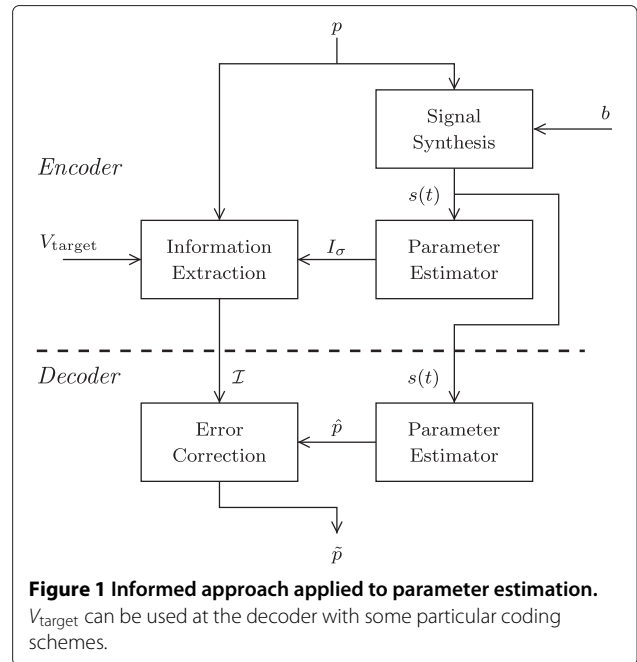 p
Signal
Synthesis
b
Encoder
s(t)
V_target
Information
Extraction
I_σ
Parameter
Estimator
Decoder
ℐ
s(t)
Error
Correction
p̂
Parameter
Estimator
p̃
Figure 1 Informed approach applied to parameter estimation.
V_target can be used at the decoder with some particular coding
schemes.